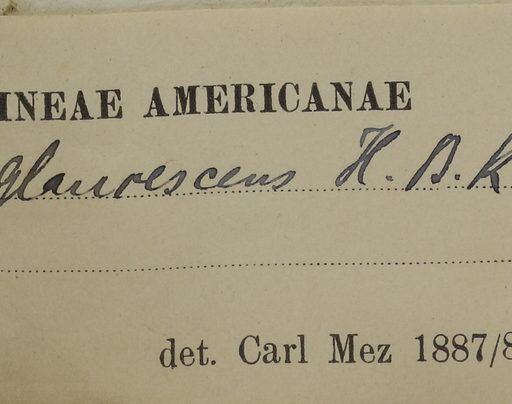 INEAE AMERICANAE
glaucescens H. B. K
det. Carl Mez 1887/8